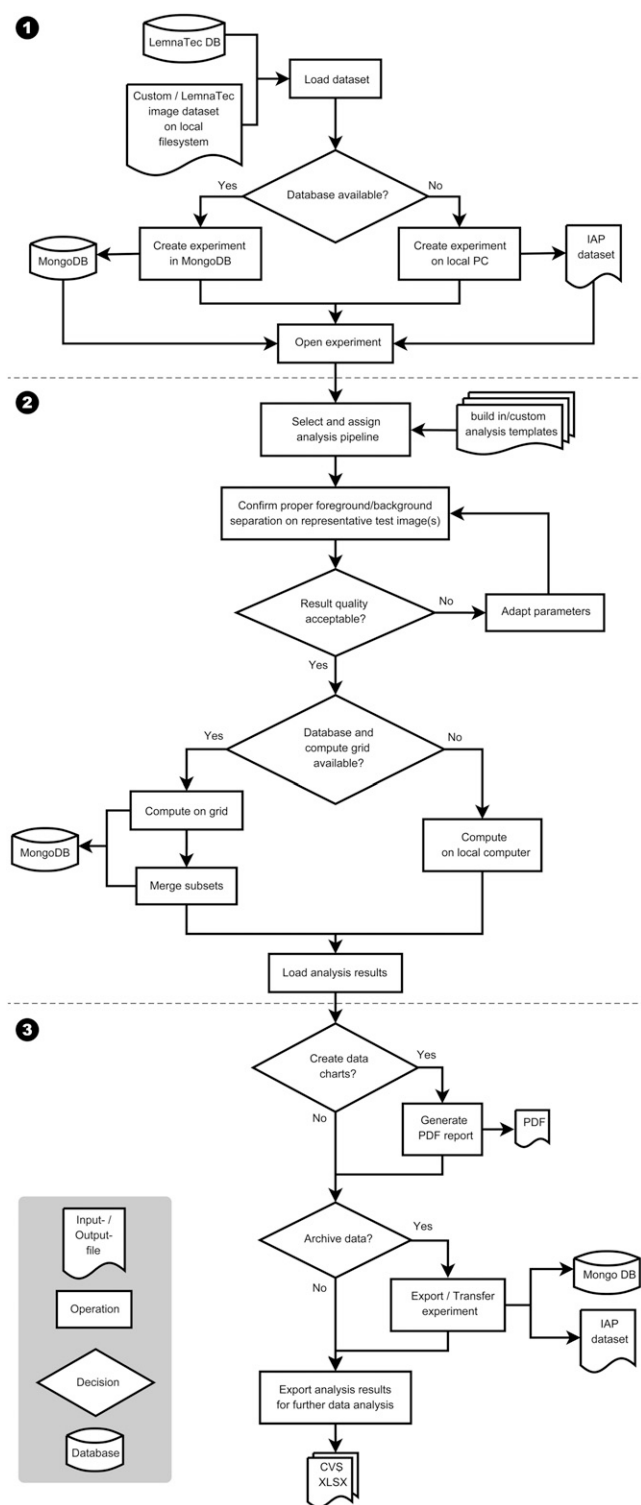 1
LemnaTec DB
Load dataset
Custom / LemnaTec
image dataset
on local
filesystem
Database available?
Yes
No
Create experiment
in MongoDB
Create experiment
on local PC
MongoDB
IAP
dataset
Open experiment
2
Select and assign
analysis pipeline
build in/custom
analysis templates
Confirm proper foreground/background
separation on representative test image(s)
Result quality
acceptable?
No
Adapt parameters
Yes
Database and
compute grid
available?
Yes
No
Compute on grid
MongoDB
Merge subsets
Compute
on local computer
Load analysis results
3
Create data
charts?
Yes
No
Generate
PDF report
PDF
Archive data?
Yes
No
Export / Transfer
experiment
Mongo DB
IAP
dataset
Export analysis results
for further data analysis
CVS
XLSX
Input- /
Output-
file
Operation
Decision
Database